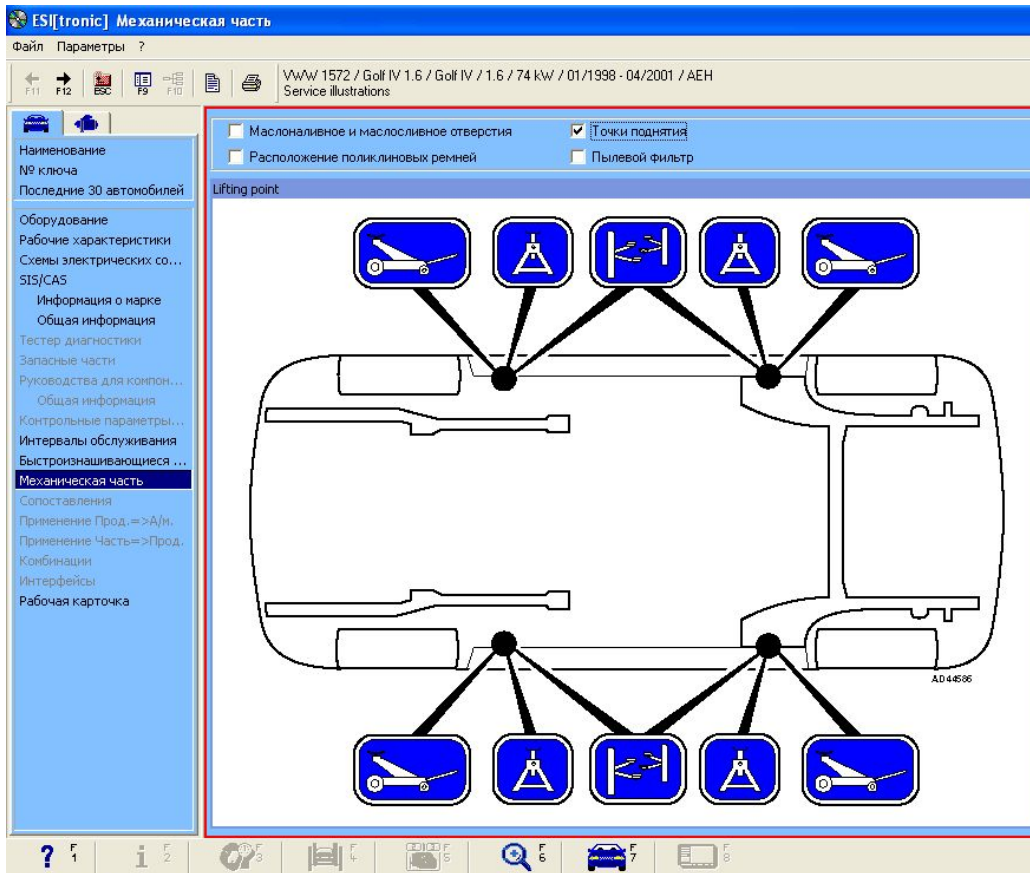 ESI[tronic] Механическая часть
Файл Параметры ?
F11 F12 ESC F9 F10
VWW 1572 / Golf IV 1.6 / Golf IV / 1.6 / 74 kW / 01/1998 - 04/2001 / AEH
Service illustrations
Маслоналивное и маслосливное отверстия
Точки поднятия
Расположение поликлиновых ремней
Пылевой фильтр
Наименование
№ ключа
Последние 30 автомобилей
Оборудование
Рабочие характеристики
Схемы электрических со...
SIS/CAS
Информация о марке
Общая информация
Тестер диагностики
Запасные части
Руководства для компон...
Общая информация
Контрольные параметры...
Интервалы обслуживания
Быстроизнашивающиеся ...
Механическая часть
Сопоставления
Применение Прод.=>А/м.
Применение Часть=>Прод.
Комбинации
Интерфейсы
Рабочая карточка
Lifting point
AD44586
? F1 i F2 F3 F4 F5 F6 F7 F8